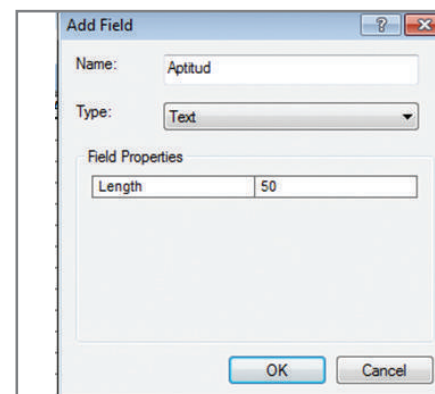 Add Field
Name: Aptitud
Type: Text
Field Properties
Length 50
OK Cancel